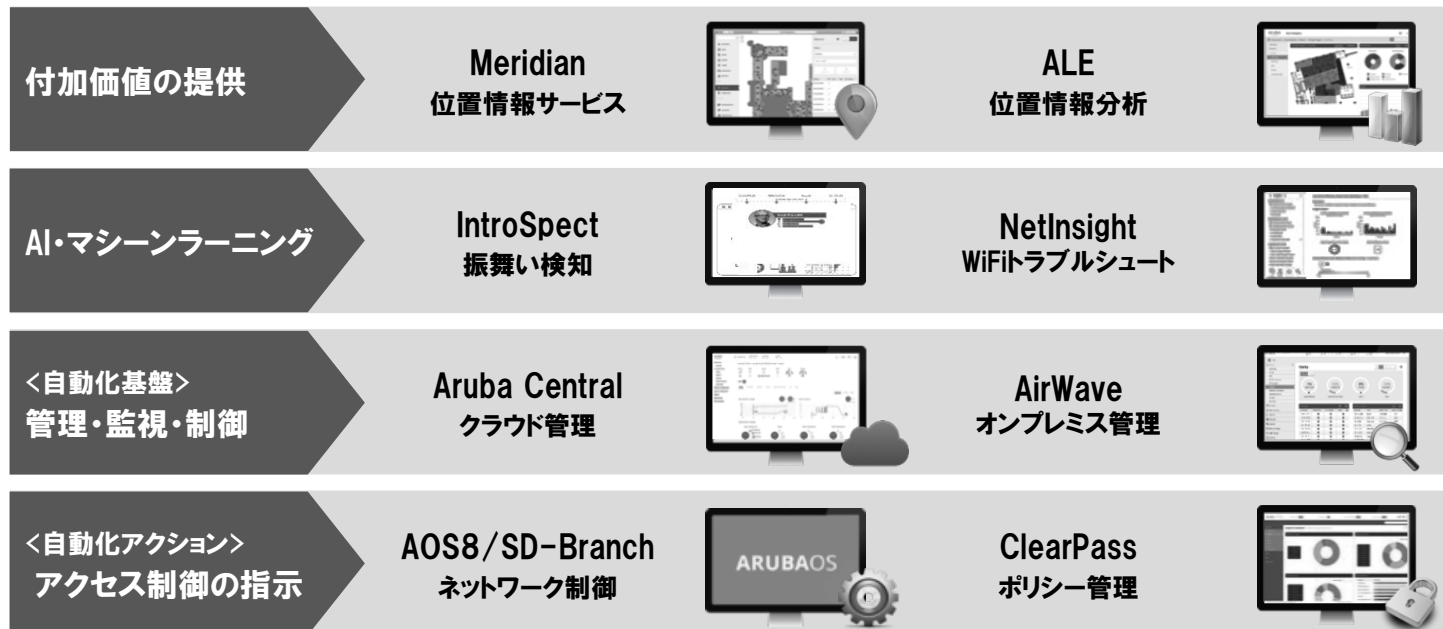 付加価値の提供
Meridian
位置情報サービス
ALE
位置情報分析
AI・マシーンラーニング
IntroSpect
振舞い検知
NetInsight
WiFiトラブルシュート
<自動化基盤>
管理・監視・制御
Aruba Central
クラウド管理
AirWave
オンプレミス管理
<自動化アクション>
アクセス制御の指示
AOS8/SD-Branch
ネットワーク制御
ARUBAOS
ClearPass
ポリシー管理